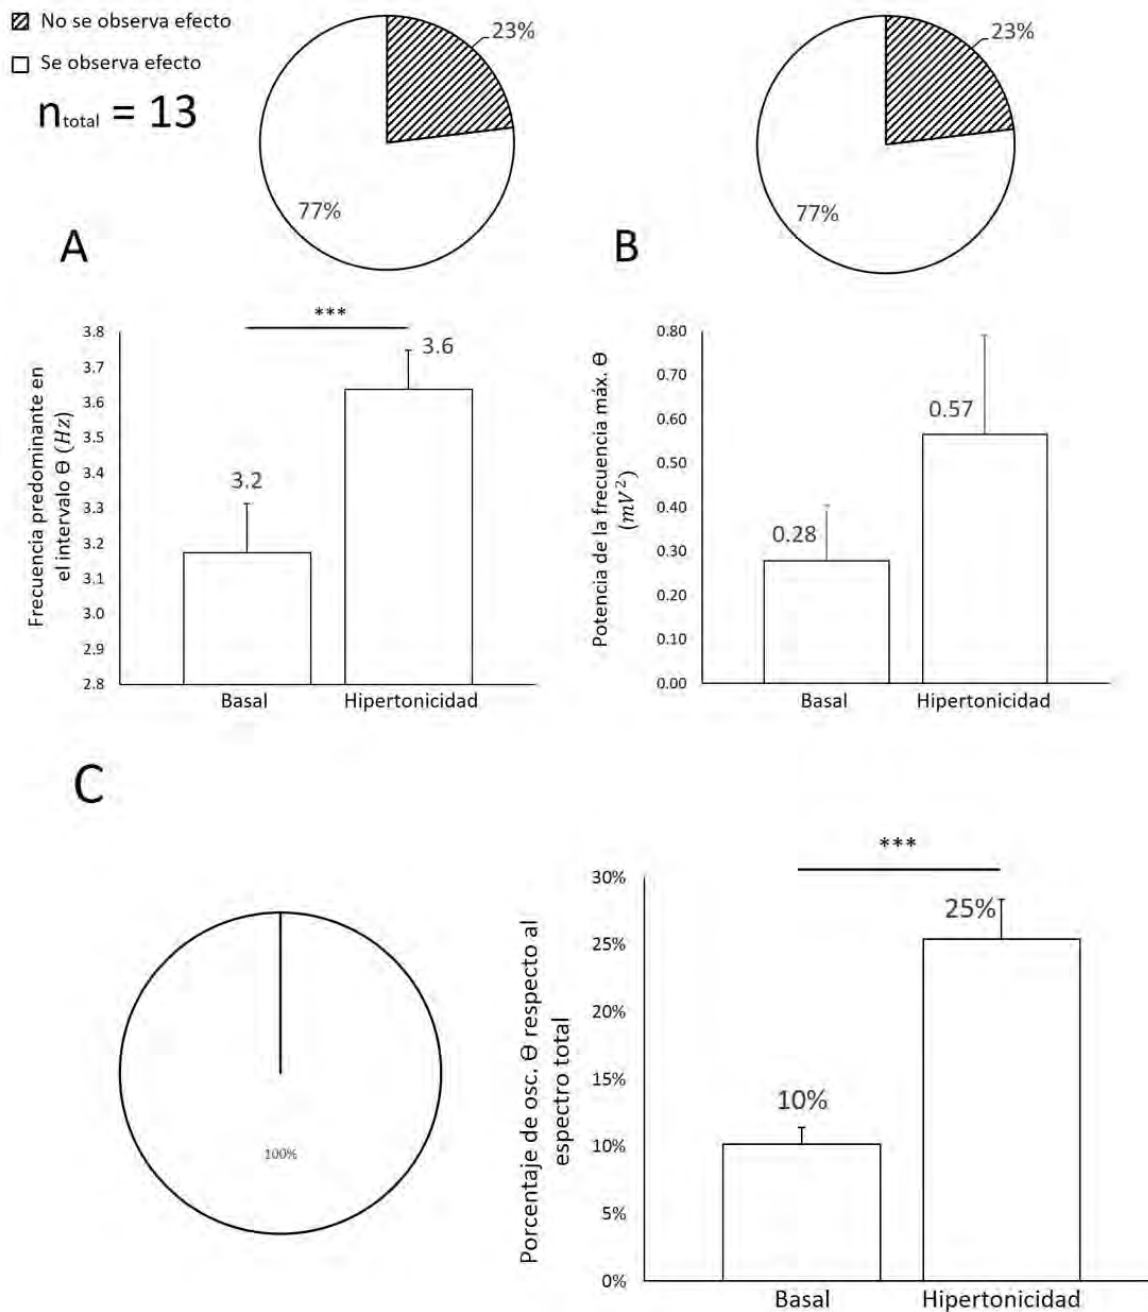 No se observa efecto
Se observa efecto
n total = 13
23%
77%
23%
77%
A
B
***
Frecuencia predominante en
el intervalo Θ (Hz)
3.8
3.7
3.6
3.5
3.4
3.3
3.2
3.1
3.0
2.9
2.8
3.2
3.6
Basal
Hipertonicidad
Potencia de la frecuencia máx. Θ
(mV²)
0.80
0.70
0.60
0.50
0.40
0.30
0.20
0.10
0.00
0.28
0.57
Basal
Hipertonicidad
C
100%
***
Porcentaje de osc. Θ respecto al
espectro total
30%
25%
20%
15%
10%
5%
0%
10%
25%
Basal
Hipertonicidad